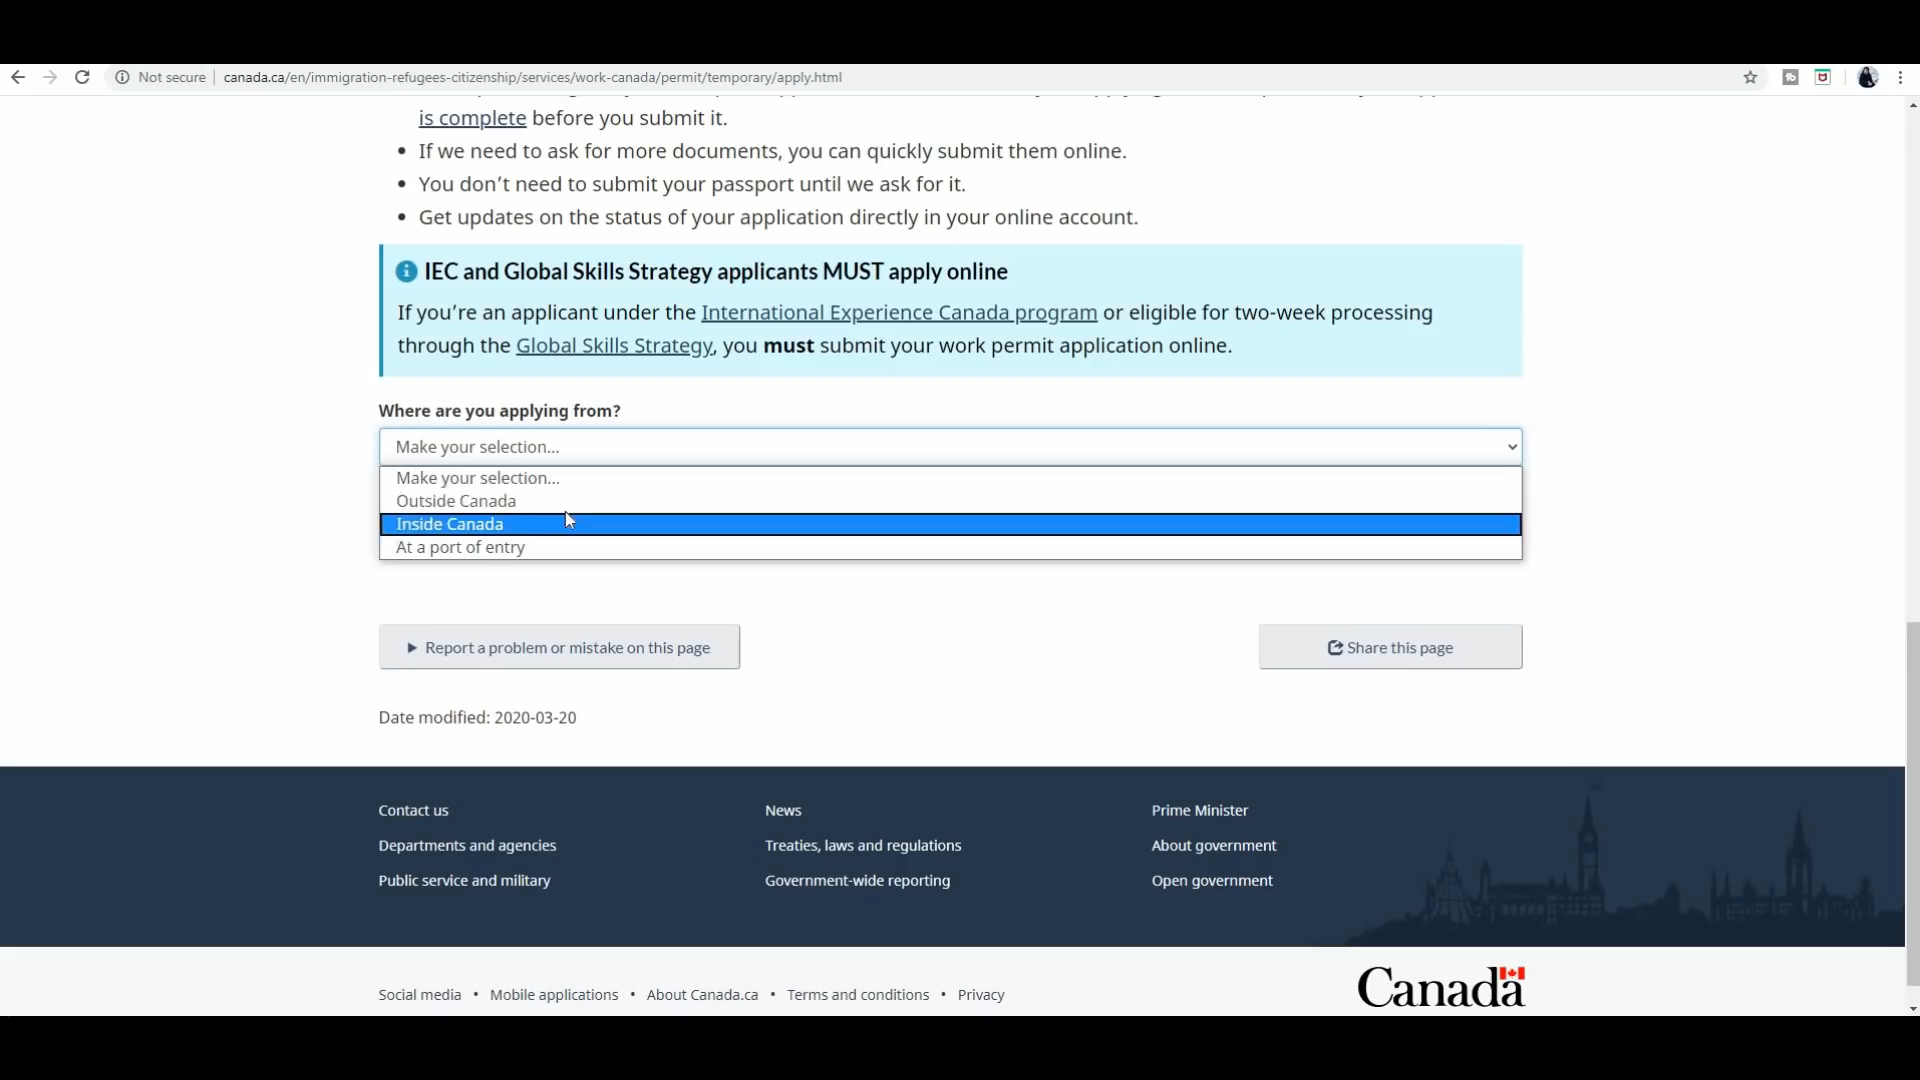 Not secure
canada.ca/en/immigration-refugees-citizenship/services/work-canada/permit/temporary/apply.html
is complete before you submit it.
• If we need to ask for more documents, you can quickly submit them online.
• You don’t need to submit your passport until we ask for it.
• Get updates on the status of your application directly in your online account.
IEC and Global Skills Strategy applicants MUST apply online
If you’re an applicant under the International Experience Canada program or eligible for two-week processing
through the Global Skills Strategy, you must submit your work permit application online.
Where are you applying from?
Make your selection...
Make your selection...
Outside Canada
Inside Canada
At a port of entry
Report a problem or mistake on this page
Share this page
Date modified: 2020-03-20
Contact us
News
Prime Minister
Departments and agencies
Treaties, laws and regulations
About government
Public service and military
Government-wide reporting
Open government
Social media • Mobile applications • About Canada.ca • Terms and conditions • Privacy
Canada